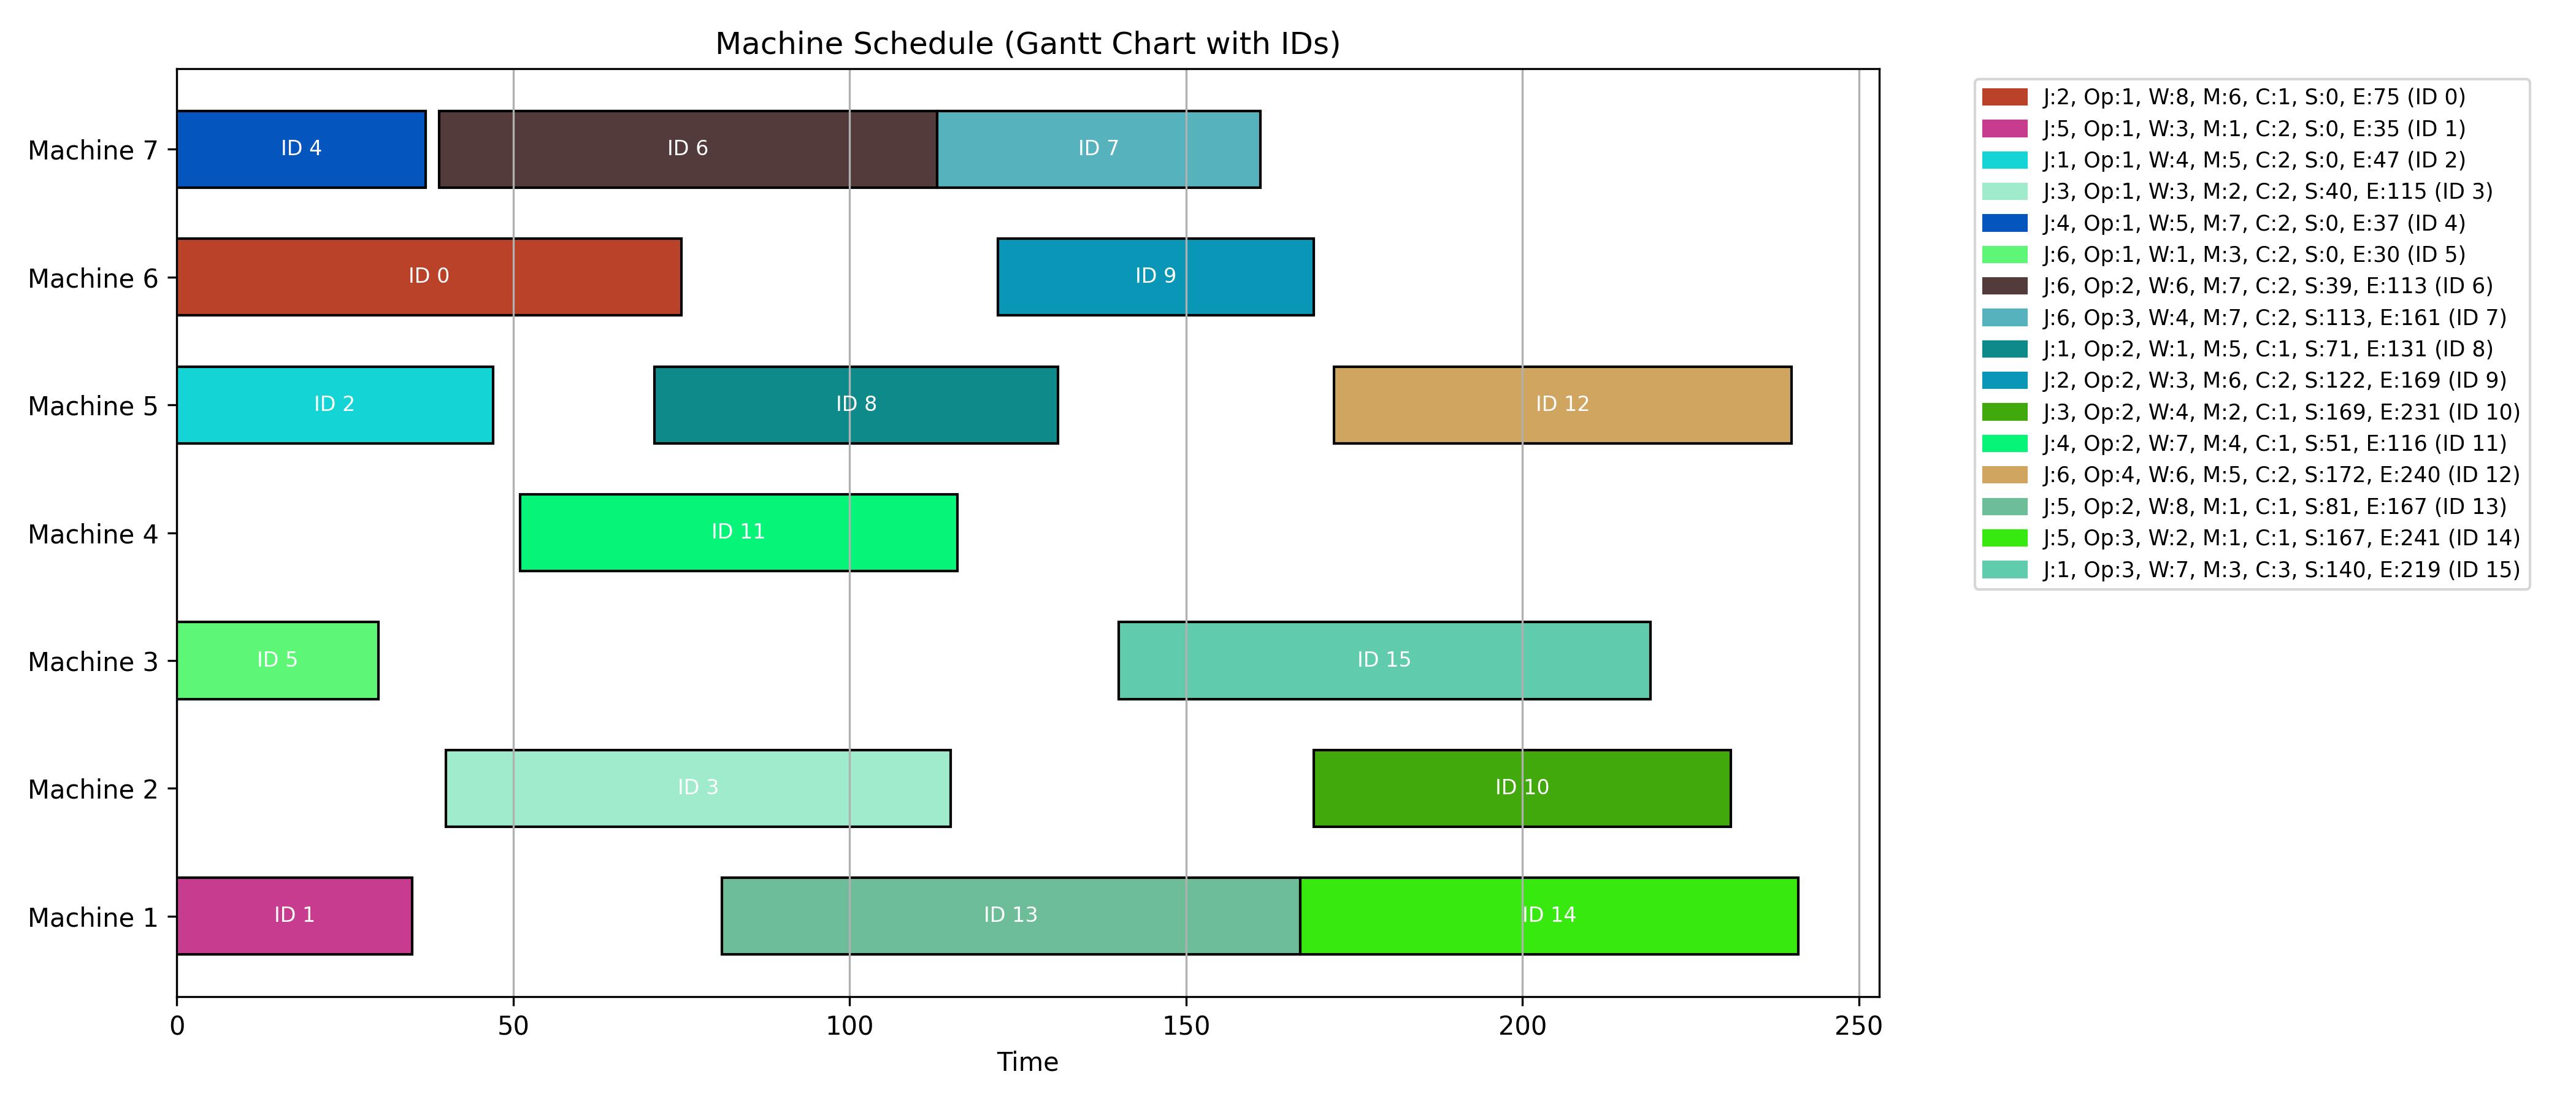 Machine Schedule (Gantt Chart with IDs)
Machine 7
ID 4
ID 6
ID 7
Machine 6
ID 0
ID 9
Machine 5
ID 2
ID 8
ID 12
Machine 4
ID 11
Machine 3
ID 5
ID 15
Machine 2
ID 3
ID 10
Machine 1
ID 1
ID 13
ID 14
0
50
100
150
200
250
Time
J:2, Op:1, W:8, M:6, C:1, S:0, E:75 (ID 0)
J:5, Op:1, W:3, M:1, C:2, S:0, E:35 (ID 1)
J:1, Op:1, W:4, M:5, C:2, S:0, E:47 (ID 2)
J:3, Op:1, W:3, M:2, C:2, S:40, E:115 (ID 3)
J:4, Op:1, W:5, M:7, C:2, S:0, E:37 (ID 4)
J:6, Op:1, W:1, M:3, C:2, S:0, E:30 (ID 5)
J:6, Op:2, W:6, M:7, C:2, S:39, E:113 (ID 6)
J:6, Op:3, W:4, M:7, C:2, S:113, E:161 (ID 7)
J:1, Op:2, W:1, M:5, C:1, S:71, E:131 (ID 8)
J:2, Op:2, W:3, M:6, C:2, S:122, E:169 (ID 9)
J:3, Op:2, W:4, M:2, C:1, S:169, E:231 (ID 10)
J:4, Op:2, W:7, M:4, C:1, S:51, E:116 (ID 11)
J:6, Op:4, W:6, M:5, C:2, S:172, E:240 (ID 12)
J:5, Op:2, W:8, M:1, C:1, S:81, E:167 (ID 13)
J:5, Op:3, W:2, M:1, C:1, S:167, E:241 (ID 14)
J:1, Op:3, W:7, M:3, C:3, S:140, E:219 (ID 15)